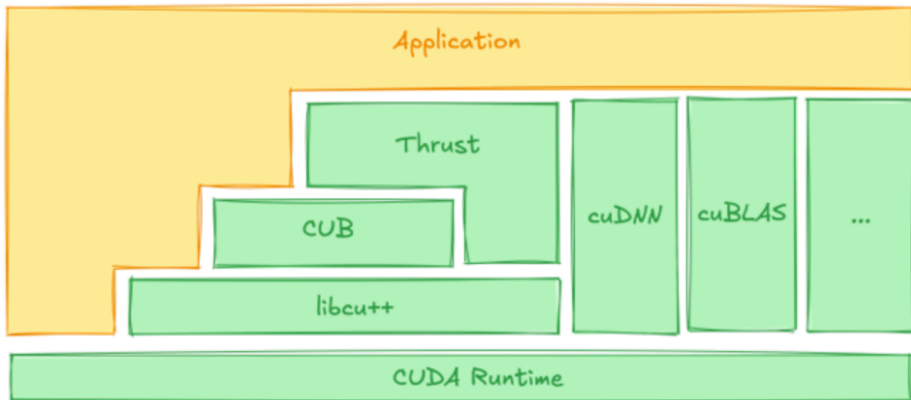 Application
Thrust
CUB
libcu++
cuDNN
cuBLAS
...
CUDA Runtime